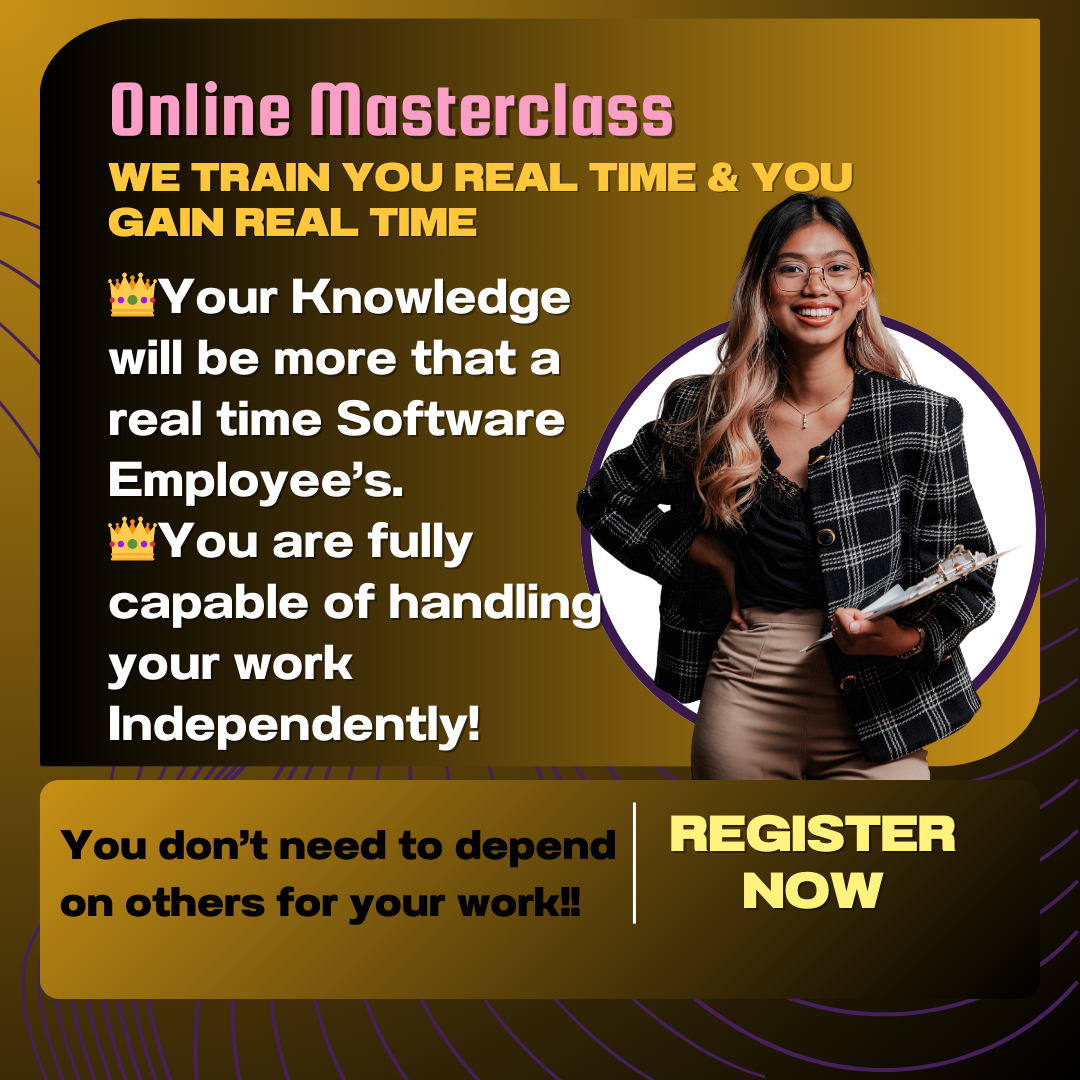 Online Masterclass
WE TRAIN YOU REAL TIME & YOU
GAIN REAL TIME
👑Your Knowledge
will be more that a
real time Software
Employee's.
👑You are fully
capable of handling
your work
Independently!
You don't need to depend
on others for your work!!
REGISTER
NOW